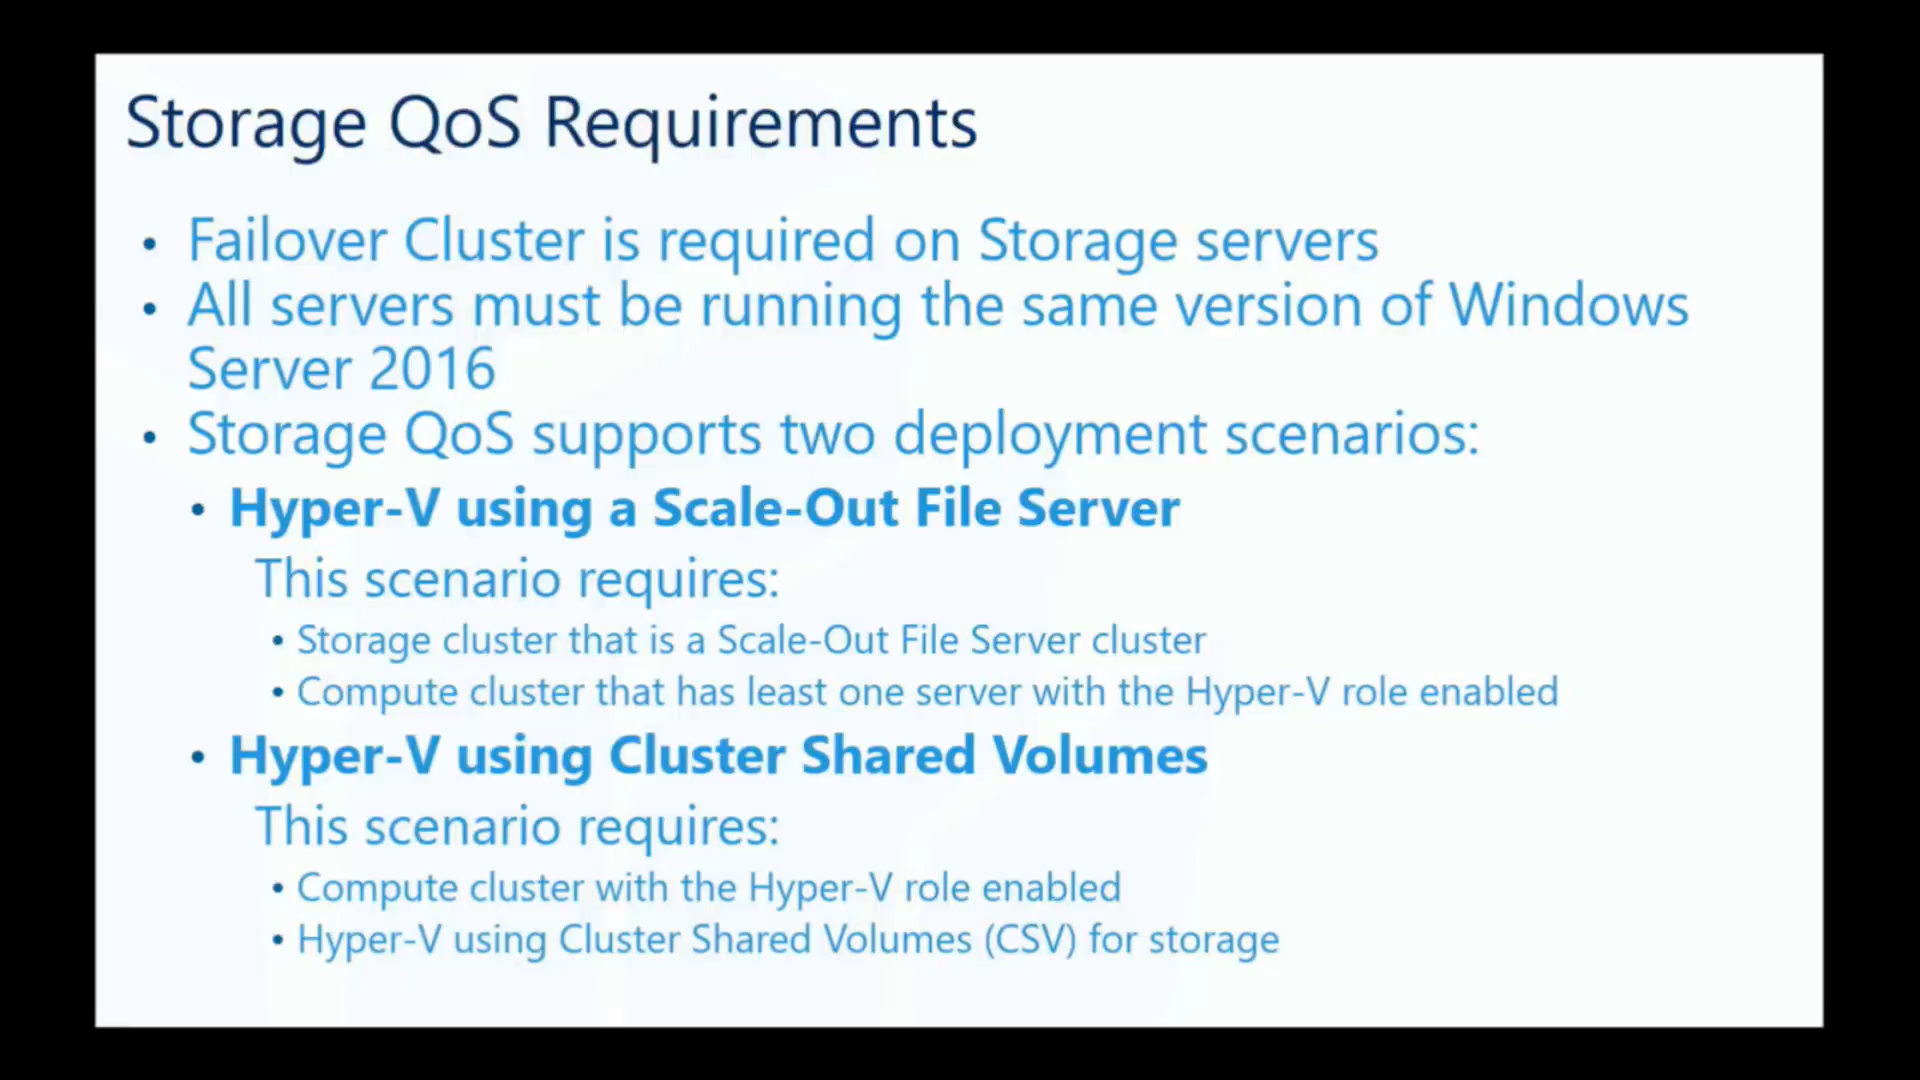 Storage QoS Requirements
• Failover Cluster is required on Storage servers
• All servers must be running the same version of Windows
Server 2016
• Storage QoS supports two deployment scenarios:
• Hyper-V using a Scale-Out File Server
This scenario requires:
• Storage cluster that is a Scale-Out File Server cluster
• Compute cluster that has least one server with the Hyper-V role enabled
• Hyper-V using Cluster Shared Volumes
This scenario requires:
• Compute cluster with the Hyper-V role enabled
• Hyper-V using Cluster Shared Volumes (CSV) for storage